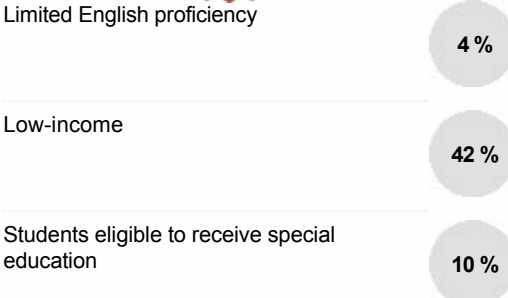 Limited English proficiency
4 %
Low-income
42 %
Students eligible to receive special
education
10 %